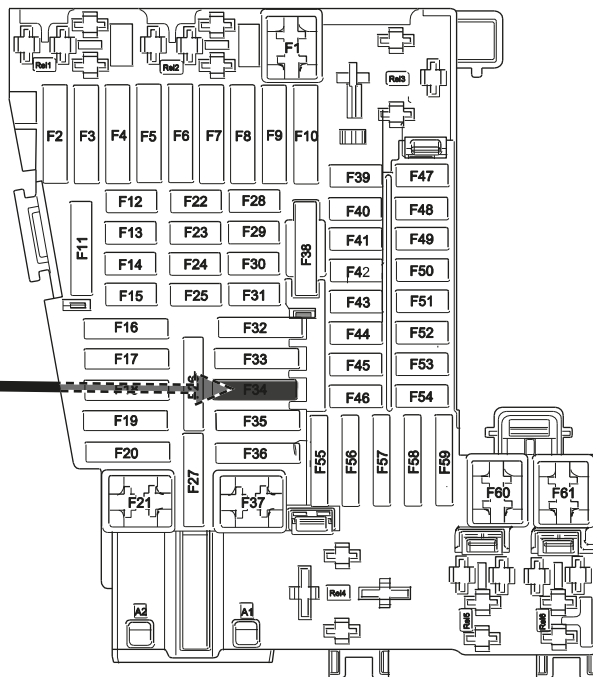 F1
Rel1
Rel2
Rel3
F2 F3 F4 F5 F6 F7 F8 F9 F10
F39 F47
F12 F22 F28
F40 F48
F13 F23 F29
F41 F49
F11
F38
F14 F24 F30
F42 F50
F15 F25 F31
F43 F51
F16 F32
F44 F52
F17 F33
F45 F53
F34
F46 F54
F19 F35
F20 F36
F27
F55 F56 F57 F58 F59
F21 F37
F60 F61
Rel4
A2 A1
Rel5 Rel6